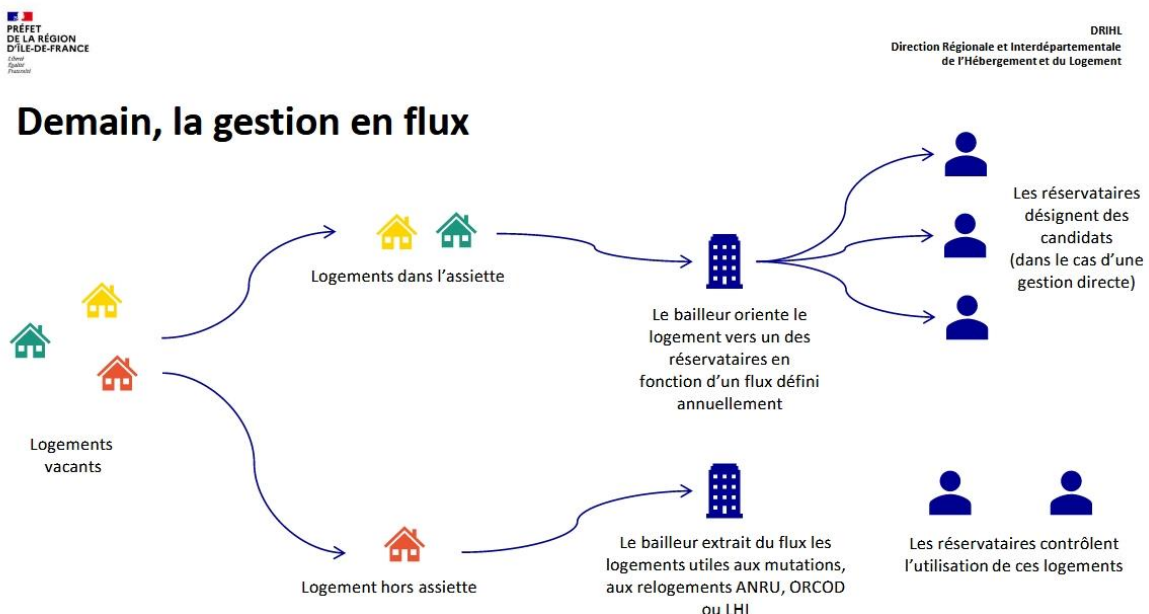 PRÉFET
DE LA RÉGION
D'ÎLE-DE-FRANCE
Liberté
Égalité
Fraternité
DRIHL
Direction Régionale et Interdépartementale
de l'Hébergement et du Logement
Demain, la gestion en flux
Logements
vacants
Logements dans l'assiette
Le bailleur oriente le
logement vers un des
réservataires en
fonction d'un flux défini
annuellement
Les réservataires
désignent des
candidats
(dans le cas d'une
gestion directe)
Logement hors assiette
Le bailleur extrait du flux les
logements utiles aux mutations,
aux relogements ANRU, ORCOD
ou LHI
Les réservataires contrôlent
l'utilisation de ces logements